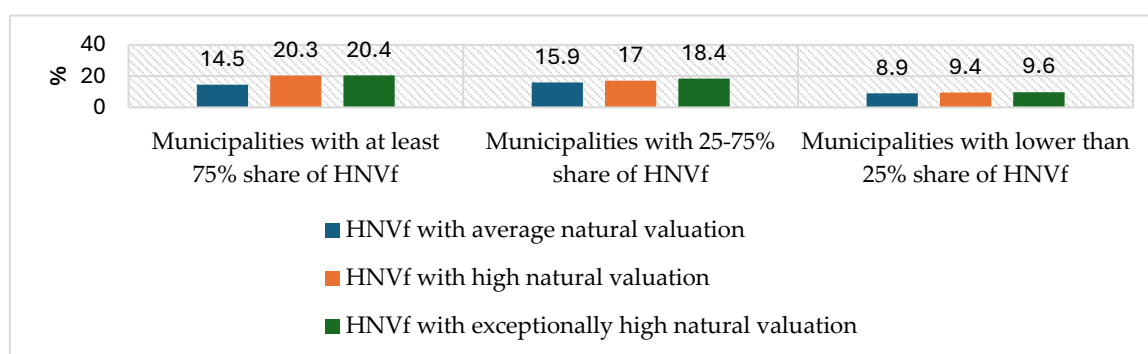 40
20
0
%
14.5 20.3 20.4
15.9 17 18.4
8.9 9.4 9.6
Municipalities with at least
75% share of HNVf
Municipalities with 25-75%
share of HNVf
Municipalities with lower than
25% share of HNVf
HNVf with average natural valuation
HNVf with high natural valuation
HNVf with exceptionally high natural valuation